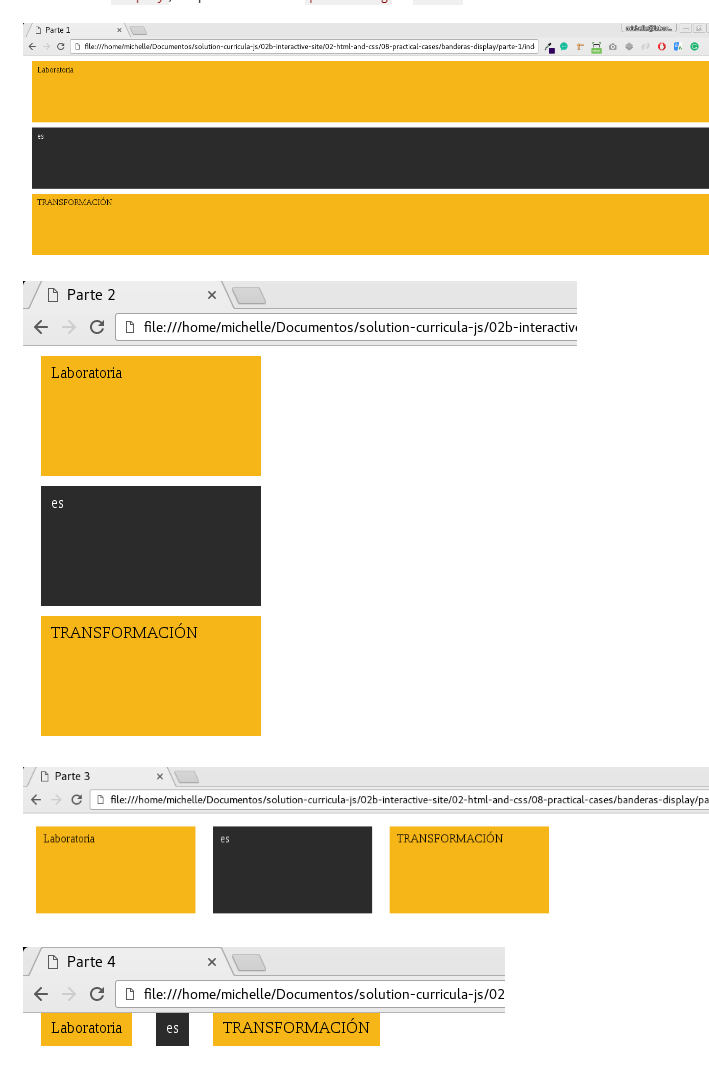 Parte 1
file:///home/michelle/Documentos/solution-curricula-js/02b-interactive-site/02-html-and-css/08-practical-cases/banderas-display/parte-1/ind
Laboratoria
es
TRANSFORMACIÓN
Parte 2
file:///home/michelle/Documentos/solution-curricula-js/02b-interactive
Laboratoria
es
TRANSFORMACIÓN
Parte 3
file:///home/michelle/Documentos/solution-curricula-js/02b-interactive-site/02-html-and-css/08-practical-cases/banderas-display/pa
Laboratoria
es
TRANSFORMACIÓN
Parte 4
file:///home/michelle/Documentos/solution-curricula-js/02
Laboratoria
es
TRANSFORMACIÓN